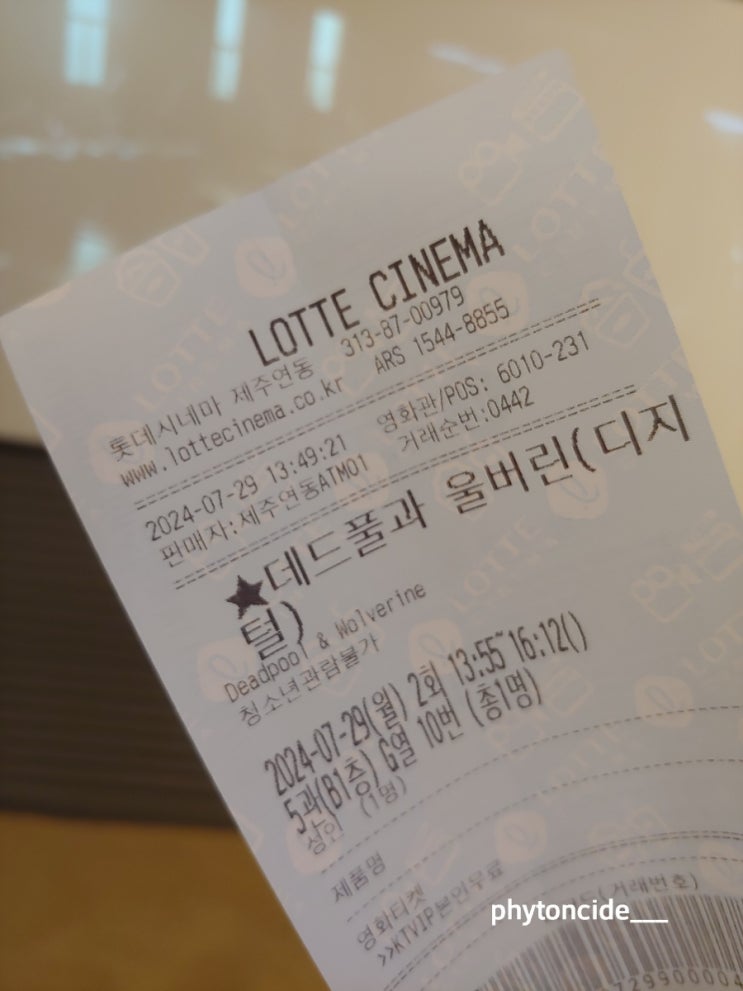 LOTTE CINEMA
313-87-00979
롯데시네마 제주연동 ARS 1544-8855
www.lottecinema.co.kr
영화관/POS: 6010-231
2024-07-29 13:49:21 거래순번:0442
판매자:제주연동ATM01
★데드풀과 울버린(디지
털)
Deadpool & Wolverine
청소년관람불가
2024-07-29(월) 2회 13:55~16:12()
5관(B1층) G열 10번 (총1명)
성인 (1명)
제품명
영화티켓
>>KTVIP본인무료
(거래번호)
phytoncide__